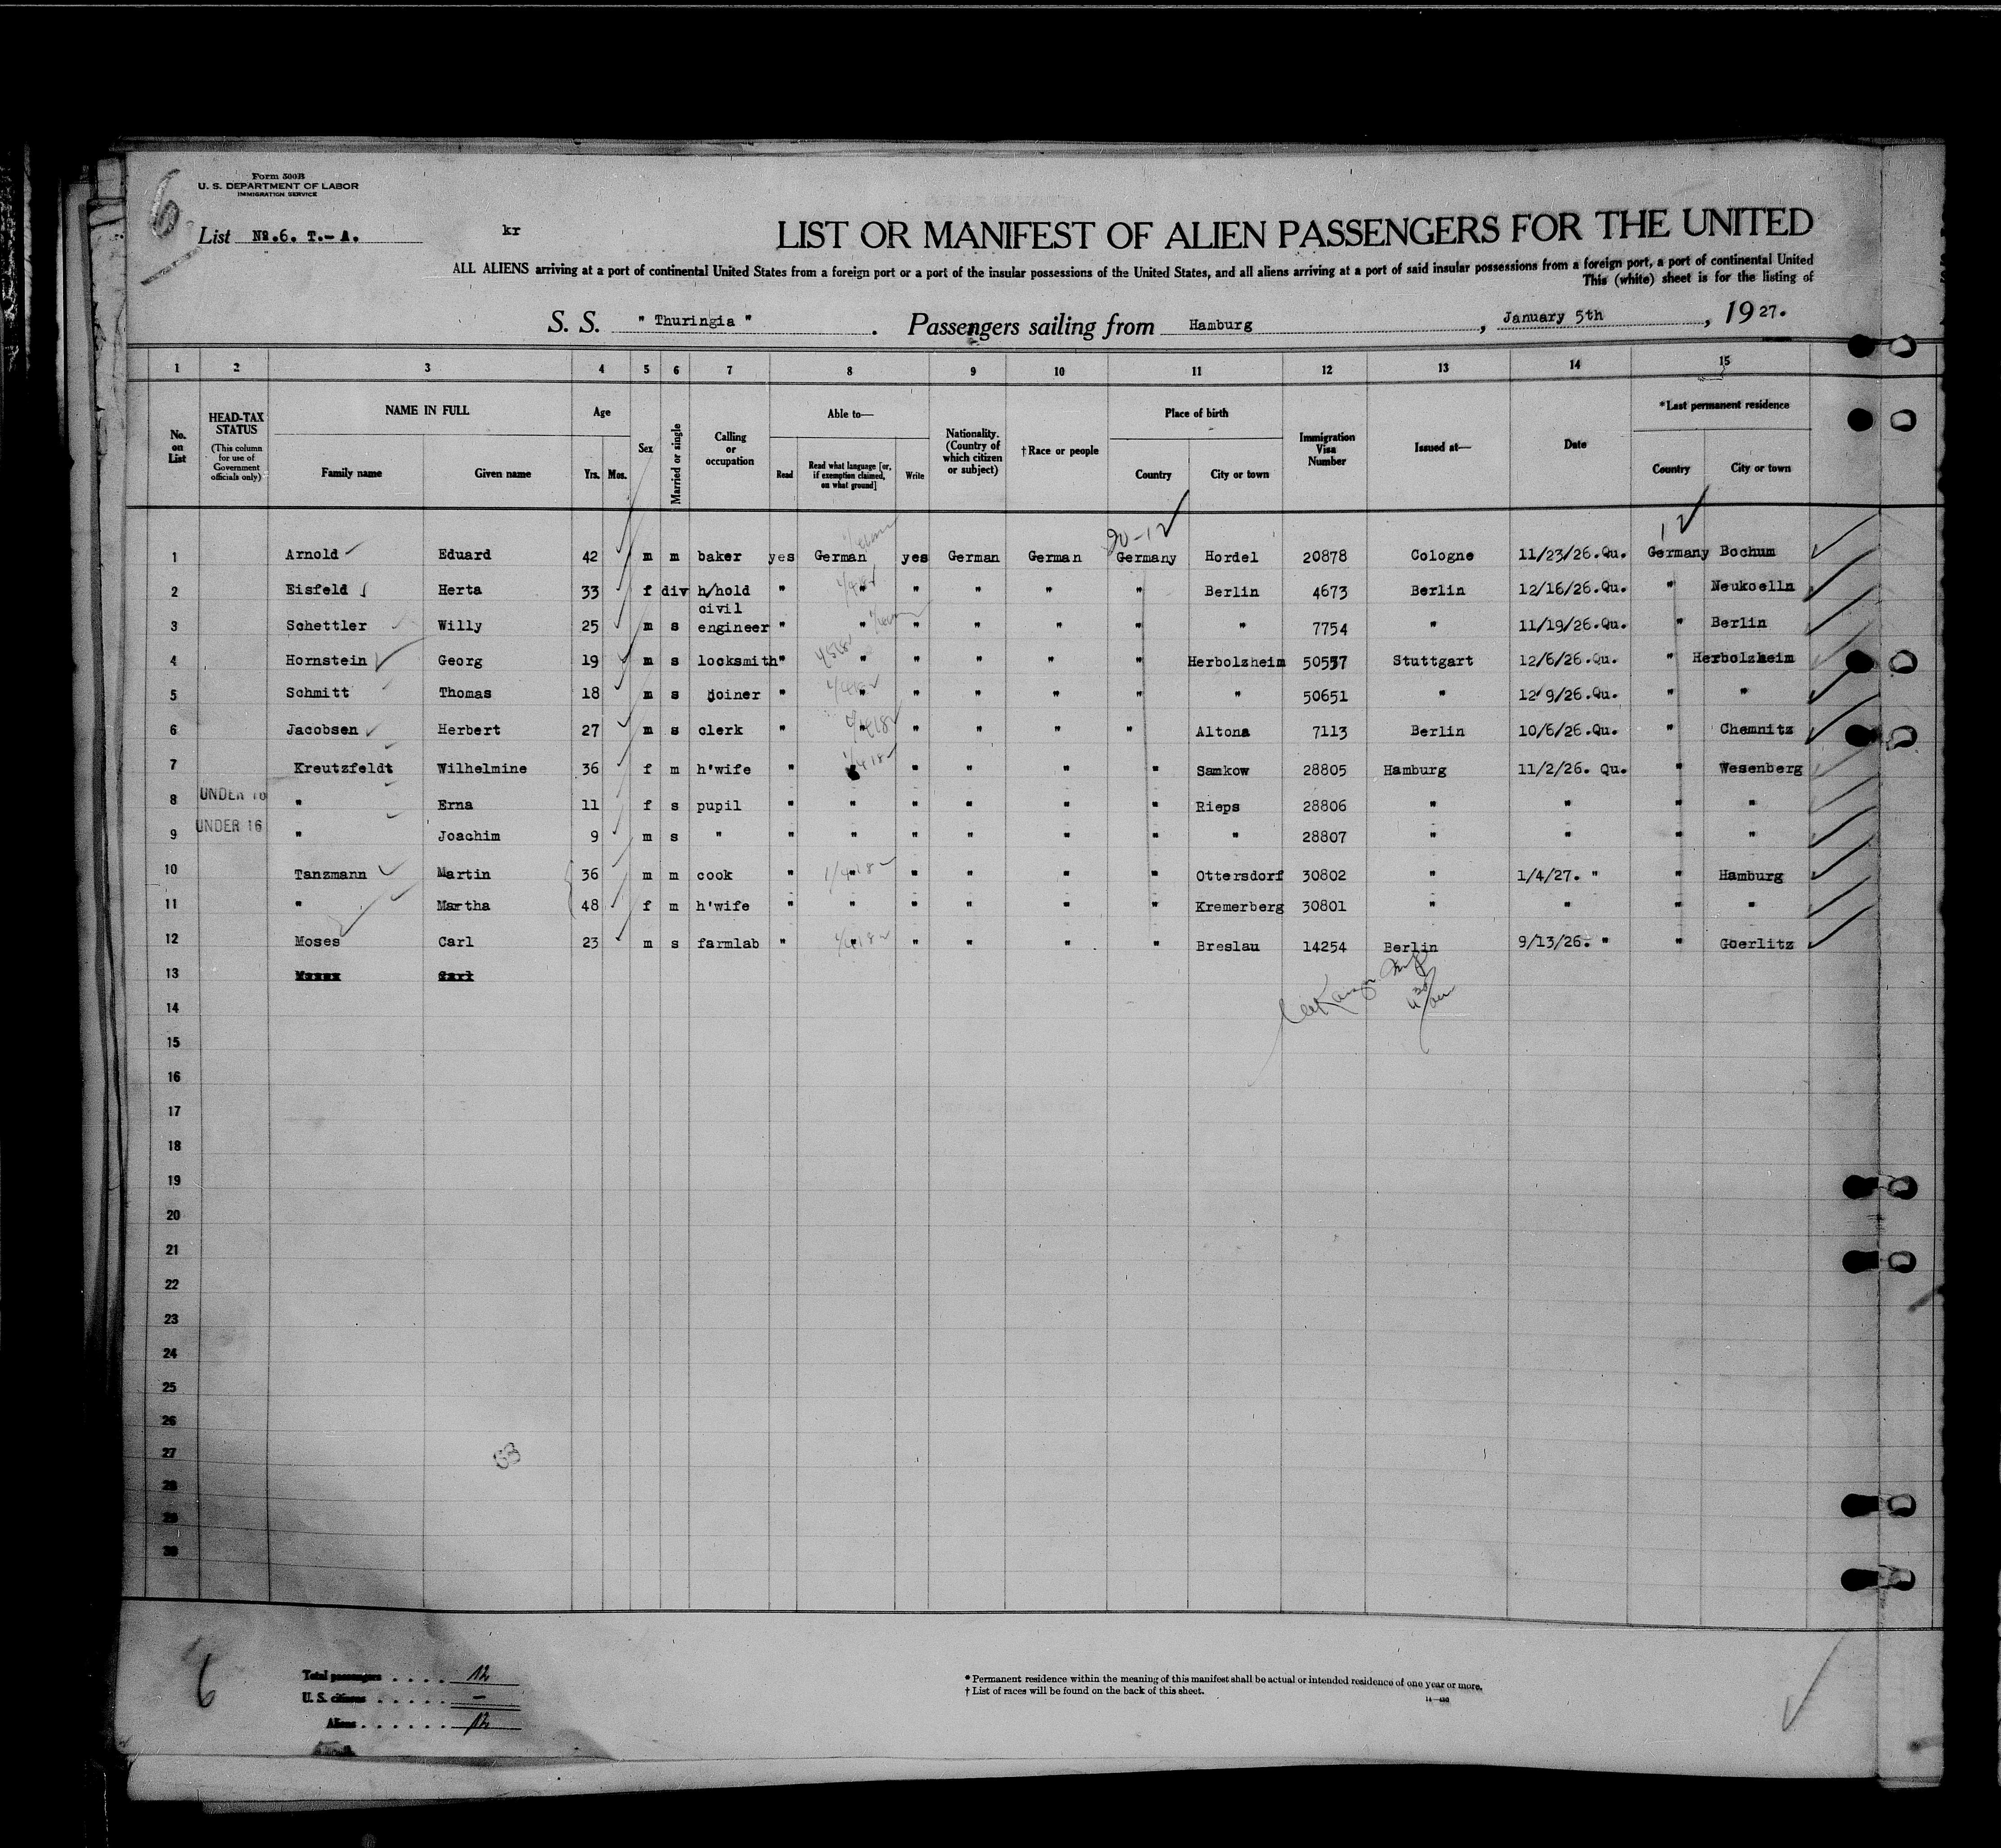 6
Form 500B
U. S. DEPARTMENT OF LABOR
IMMIGRATION SERVICE
List No.6. T.-A. kr
LIST OR MANIFEST OF ALIEN PASSENGERS FOR THE UNITED
ALL ALIENS arriving at a port of continental United States from a foreign port or a port of the insular possessions of the United States, and all aliens arriving at a port of said insular possessions from a foreign port, a port of continental United
This (white) sheet is for the listing of
S. S. " Thuringia " . Passengers sailing from Hamburg , January 5th , 19 27.
1 2 3 4 5 6 7 8 9 10 11 12 13 14 15
No. on List HEAD-TAX STATUS (This column for use of Government officials only) NAME IN FULL Family name Given name Age Yrs. Mos. Sex Married or single Calling or occupation Able to— Read Read what language [or, if exemption claimed, on what ground] Write Nationality. (Country of which citizen or subject) †Race or people Place of birth Country City or town Immigration Visa Number Issued at— Date *Last permanent residence Country City or town
20-12 12
1 Arnold Eduard 42 m m baker yes German yes German German Germany Hordel 20878 Cologne 11/23/26.Qu. Germany Bochum
2 Eisfeld Herta 33 f div h/hold " " " " " " Berlin 4673 Berlin 12/16/26.Qu. " Neukoelln
3 Schettler Willy 25 m s civil engineer " " " " " " " 7754 " 11/19/26.Qu. " Berlin
4 Hornstein Georg 19 m s locksmith " " " " " " Herbolzheim 50557 Stuttgart 12/6/26.Qu. " Herbolzheim
5 Schmitt Thomas 18 m s joiner " " " " " " " 50651 " 12/9/26.Qu. " "
6 Jacobsen Herbert 27 m s clerk " " " " " " Altona 7113 Berlin 10/6/26.Qu. " Chemnitz
7 Kreutzfeldt Wilhelmine 36 f m h'wife " " " " " " Samkow 28805 Hamburg 11/2/26. Qu. " Wesenberg
8 UNDER 16 " Erna 11 f s pupil " " " " " " Rieps 28806 " " " "
9 UNDER 16 " Joachim 9 m s " " " " " " " " 28807 " " " "
10 Tanzmann Martin 36 m m cook " " " " " " Ottersdorf 30802 " 1/4/27. " " Hamburg
11 " Martha 48 f m h'wife " " " " " " Kremerberg 30801 " " " "
12 Moses Carl 23 m s farmlab " " " " " " Breslau 14254 Berlin 9/13/26. " " Goerlitz
13 Carl
14
15
16
17
18
19
20
21
22
23
24
25
26
27 63
28
29
30
6
Total passengers . . . . 12
U. S. citizens . . . . . —
Aliens . . . . . . 12
* Permanent residence within the meaning of this manifest shall be actual or intended residence of one year or more.
† List of races will be found on the back of this sheet.